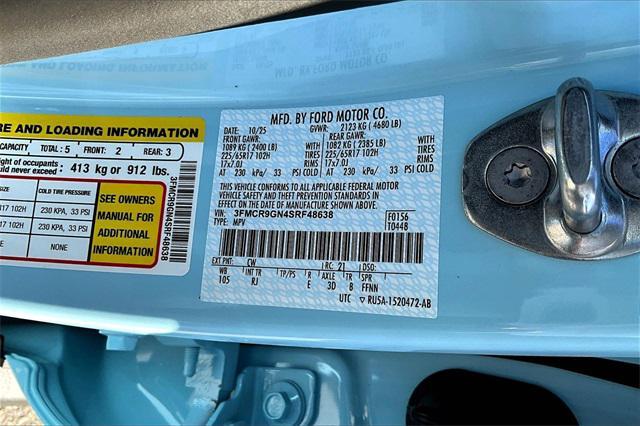 MFD. BY FORD MOTOR CO.
DATE: 10/25 GVWR: 2123 KG ( 4680 LB)
FRONT GAWR: REAR GAWR:
1089 KG ( 2400 LB) 1082 KG ( 2385 LB)
225/65R17 102H TIRES 225/65R17 102H TIRES
17x7.0J RIMS 17x7.0J RIMS
AT 230 kPa/ 33 PSI COLD AT 230 kPa/ 33 PSI COLD
THIS VEHICLE CONFORMS TO ALL APPLICABLE FEDERAL MOTOR
VEHICLE SAFETY AND THEFT PREVENTION STANDARDS IN
EFFECT ON THE DATE OF MANUFACTURE SHOWN ABOVE.
VIN: 3FMCR9GN4SRF48638 F0156
TYPE: MPV T0448
EXT PNT: CW RC: 21 DSO:
WB INT TR TP/PS R AXLE TR SPR
105 RJ E 3D 8 FFNN
UTC ▽ RU5A-1520472-AB
RE AND LOADING INFORMATION
CAPACITY TOTAL: 5 FRONT: 2 REAR: 3
ght of occupants
uld never exceed: 413 kg or 912 lbs.
SIZE COLD TIRE PRESSURE
R17 102H 230 KPA, 33 PSI
R17 102H 230 KPA, 33 PSI
NONE
SEE OWNERS
MANUAL FOR
ADDITIONAL
INFORMATION
3FMCR9GN4SRF48638